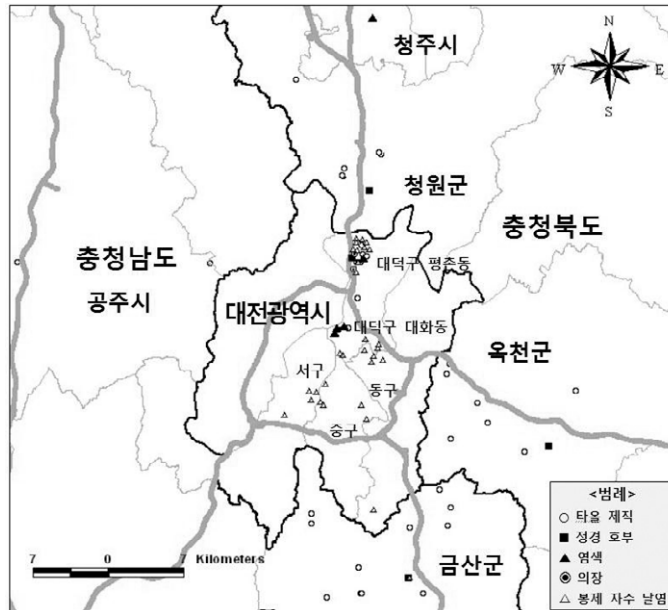 청주시
N
W E
S
청원군
충청북도
충청남도
공주시
대덕구 평촌동
대전광역시
대덕구 대화동
옥천군
서구
동구
중구
금산군
7 0 7 Kilometers
<범례>
타올 제직
성경 호부
염색
의장
봉제 사수 날염